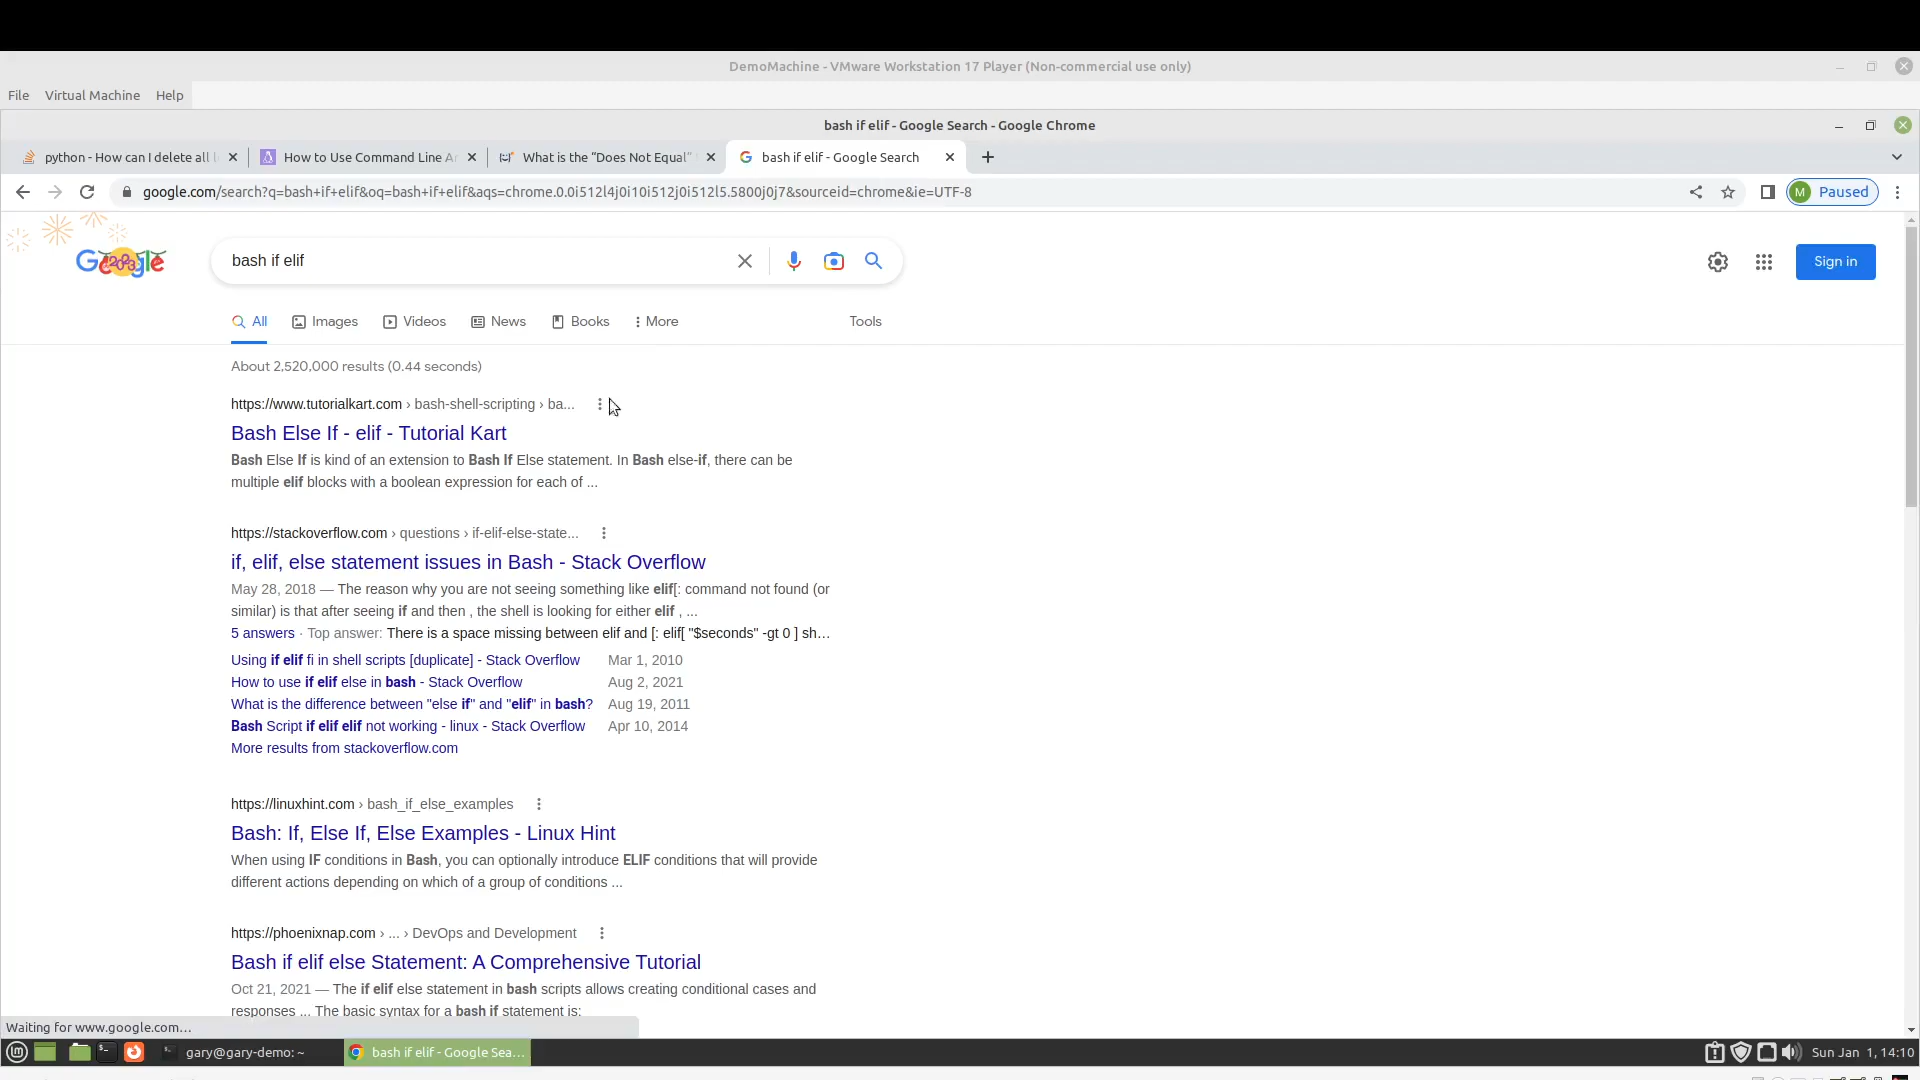 DemoMachine - VMware Workstation 17 Player (Non-commercial use only)
File Virtual Machine Help
bash if elif - Google Search - Google Chrome
python - How can I delete all l
How to Use Command Line Ar
What is the “Does Not Equal”
bash if elif - Google Search
google.com/search?q=bash+if+elif&oq=bash+if+elif&aqs=chrome.0.0i512l4j0i10i512j0i512l5.5800j0j7&sourceid=chrome&ie=UTF-8
M Paused
Google
2023
bash if elif
Sign in
All Images Videos News Books More Tools
About 2,520,000 results (0.44 seconds)
https://www.tutorialkart.com › bash-shell-scripting › ba...
Bash Else If - elif - Tutorial Kart
Bash Else If is kind of an extension to Bash If Else statement. In Bash else-if, there can be
multiple elif blocks with a boolean expression for each of ...
https://stackoverflow.com › questions › if-elif-else-state...
if, elif, else statement issues in Bash - Stack Overflow
May 28, 2018 — The reason why you are not seeing something like elif[: command not found (or
similar) is that after seeing if and then , the shell is looking for either elif , ...
5 answers · Top answer: There is a space missing between elif and [: elif[ "$seconds" -gt 0 ] sh…
Using if elif fi in shell scripts [duplicate] - Stack Overflow Mar 1, 2010
How to use if elif else in bash - Stack Overflow Aug 2, 2021
What is the difference between "else if" and "elif" in bash? Aug 19, 2011
Bash Script if elif elif not working - linux - Stack Overflow Apr 10, 2014
More results from stackoverflow.com
https://linuxhint.com › bash_if_else_examples
Bash: If, Else If, Else Examples - Linux Hint
When using IF conditions in Bash, you can optionally introduce ELIF conditions that will provide
different actions depending on which of a group of conditions ...
https://phoenixnap.com › ... › DevOps and Development
Bash if elif else Statement: A Comprehensive Tutorial
Oct 21, 2021 — The if elif else statement in bash scripts allows creating conditional cases and
responses ... The basic syntax for a bash if statement is:
Waiting for www.google.com...
gary@gary-demo: ~
bash if elif - Google Sea...
Sun Jan 1, 14:10